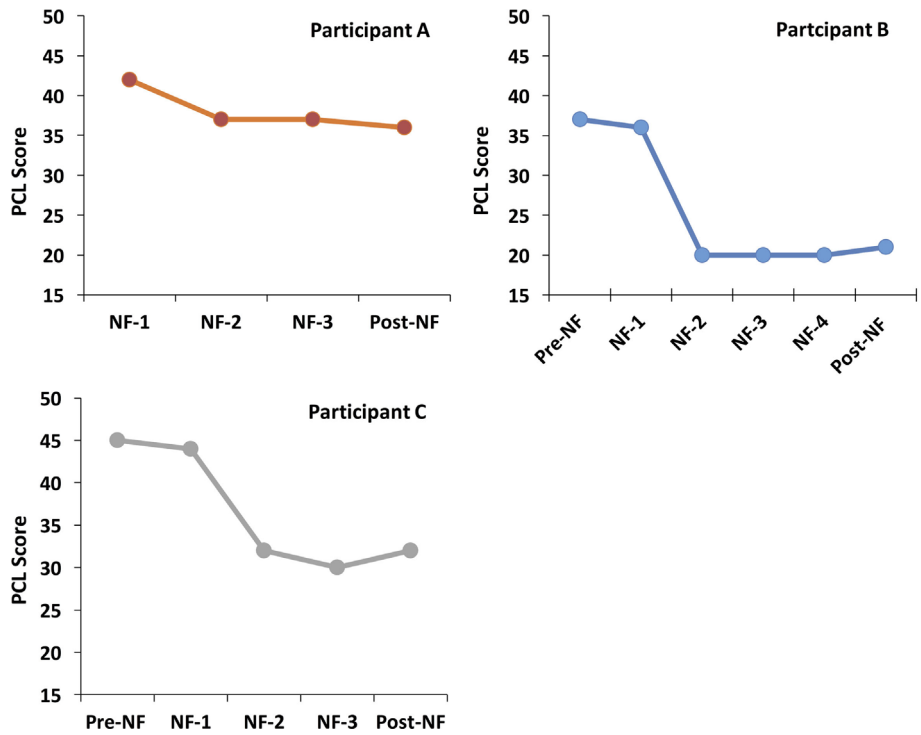 Participant A
PCL Score
50
45
40
35
30
25
20
15
NF-1 NF-2 NF-3 Post-NF
Partcipant B
PCL Score
50
45
40
35
30
25
20
15
Pre-NF NF-1 NF-2 NF-3 NF-4 Post-NF
Participant C
PCL Score
50
45
40
35
30
25
20
15
Pre-NF NF-1 NF-2 NF-3 Post-NF